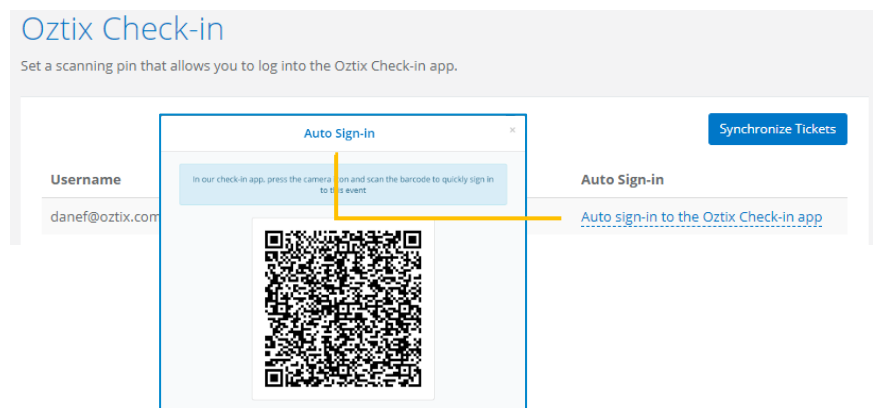 Oztix Check-in
Set a scanning pin that allows you to log into the Oztix Check-in app.
Synchronize Tickets
Auto Sign-in
×
In our check-in app, press the camera icon and scan the barcode to quickly sign in
to this event
Username
Auto Sign-in
danef@oztix.com
Auto sign-in to the Oztix Check-in app